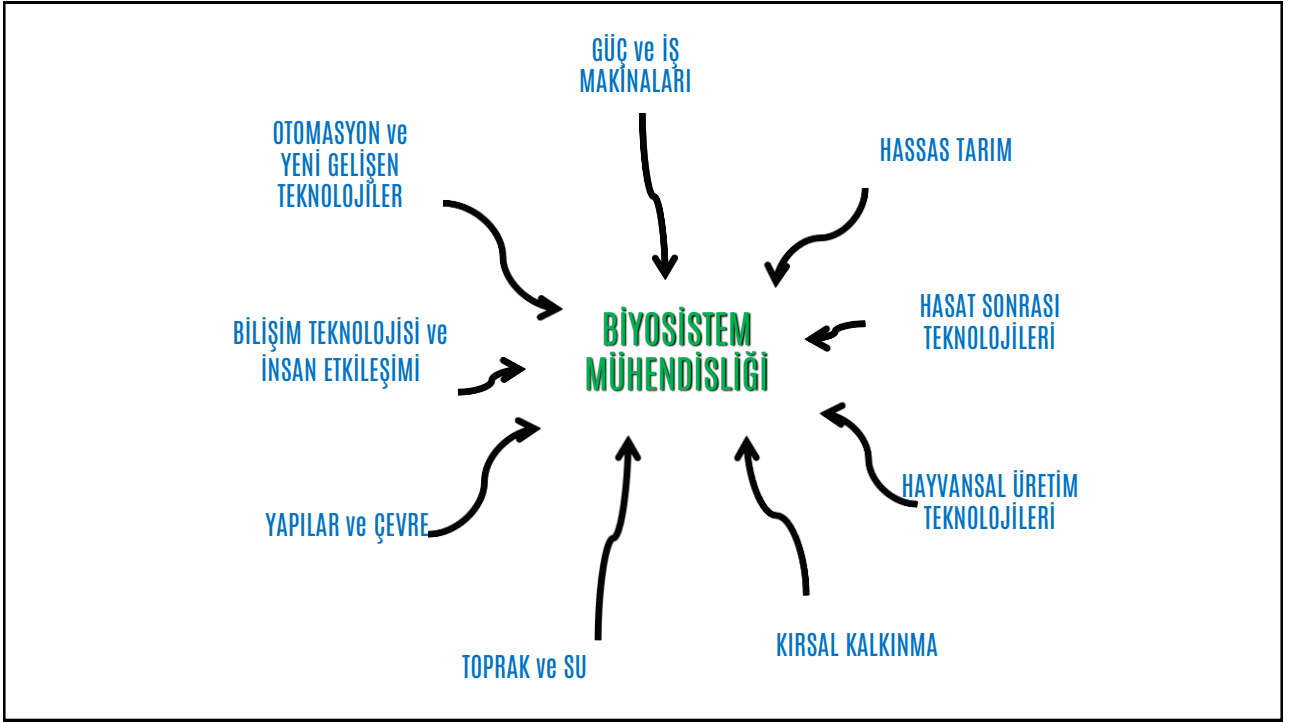 GÜÇ ve İŞ
MAKİNALARI
OTOMASYON ve
YENİ GELİŞEN
TEKNOLOJİLER
HASSAS TARIM
BİLİŞİM TEKNOLOJİSİ ve
İNSAN ETKİLEŞİMİ
BİYOSİSTEM
MÜHENDİSLİĞİ
HASAT SONRASI
TEKNOLOJİLERİ
YAPILAR ve ÇEVRE
HAYVANSAL ÜRETİM
TEKNOLOJİLERİ
TOPRAK ve SU
KIRSAL KALKINMA